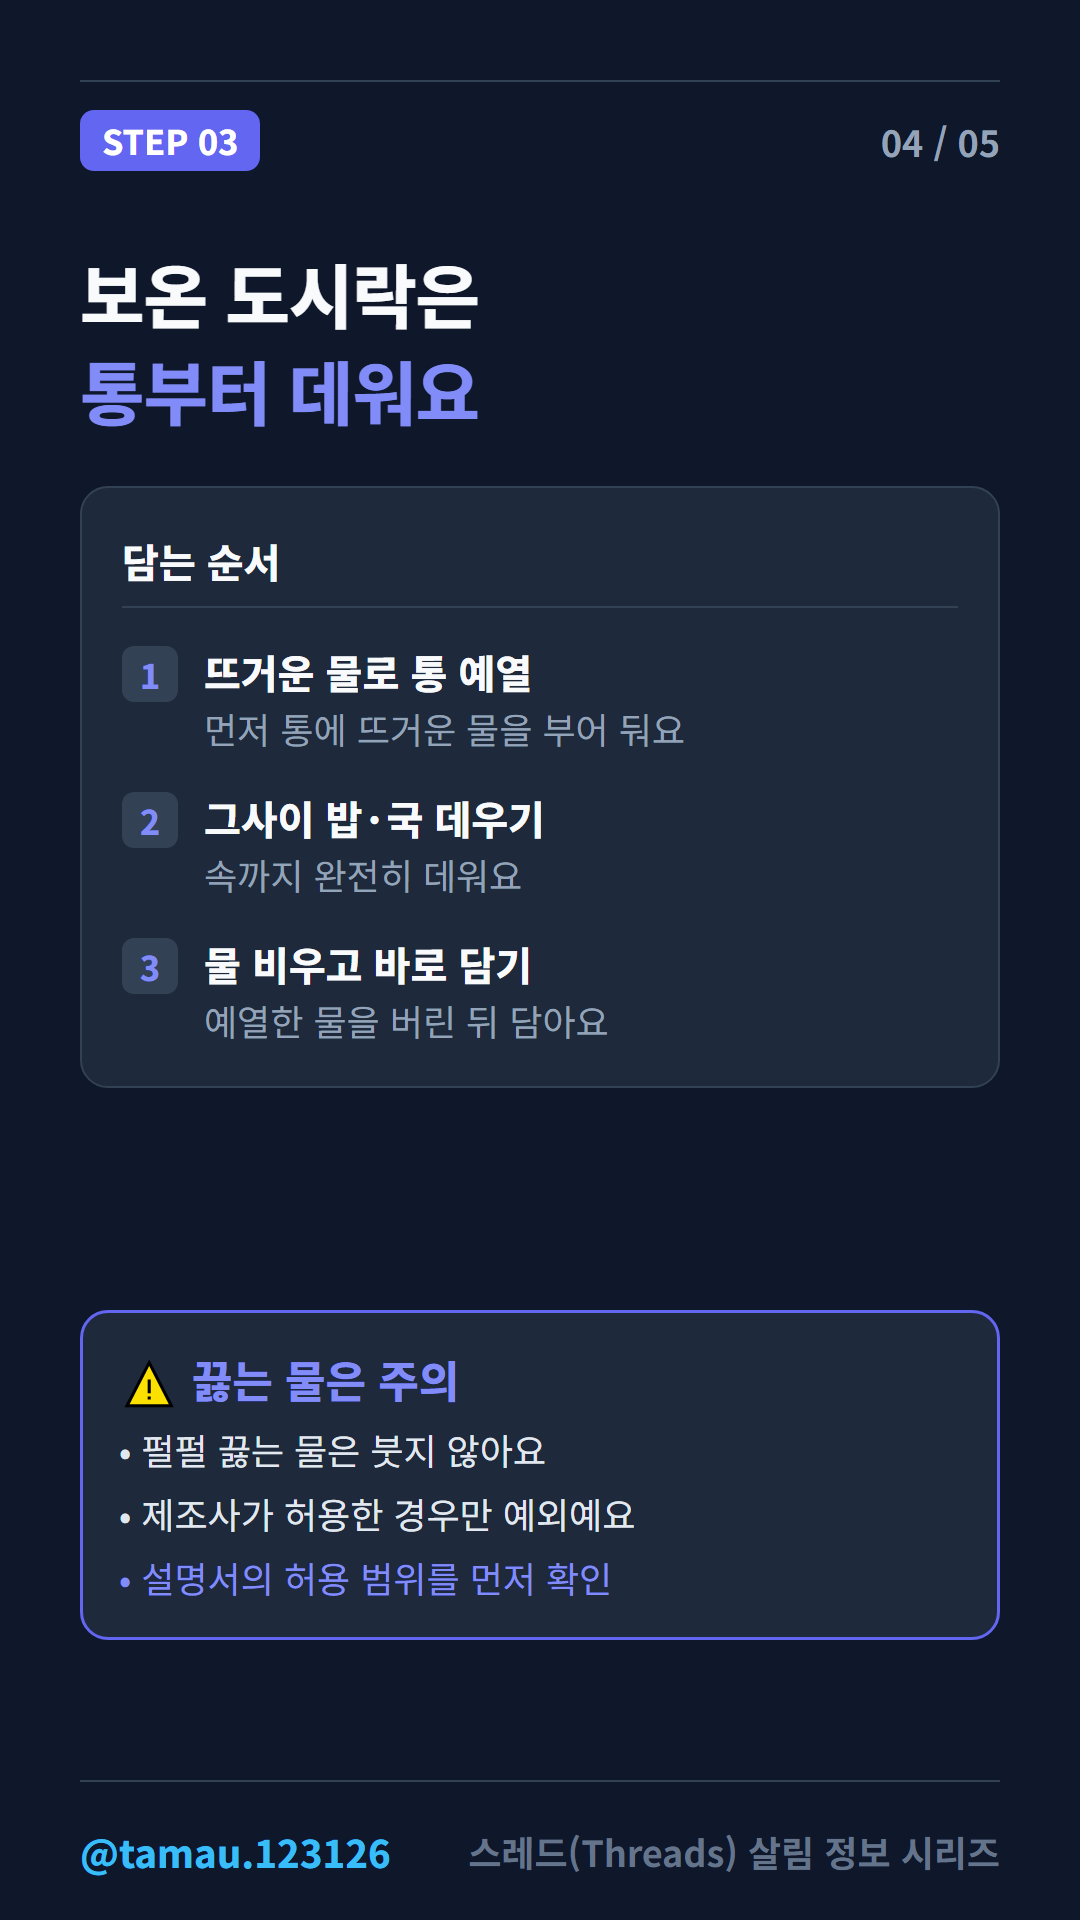 STEP 03
04 / 05
보온 도시락은
통부터 데워요
담는 순서
1 뜨거운 물로 통 예열
먼저 통에 뜨거운 물을 부어 둬요
2 그사이 밥·국 데우기
속까지 완전히 데워요
3 물 비우고 바로 담기
예열한 물을 버린 뒤 담아요
⚠ 끓는 물은 주의
• 펄펄 끓는 물은 붓지 않아요
• 제조사가 허용한 경우만 예외예요
• 설명서의 허용 범위를 먼저 확인
@tamau.123126
스레드(Threads) 살림 정보 시리즈